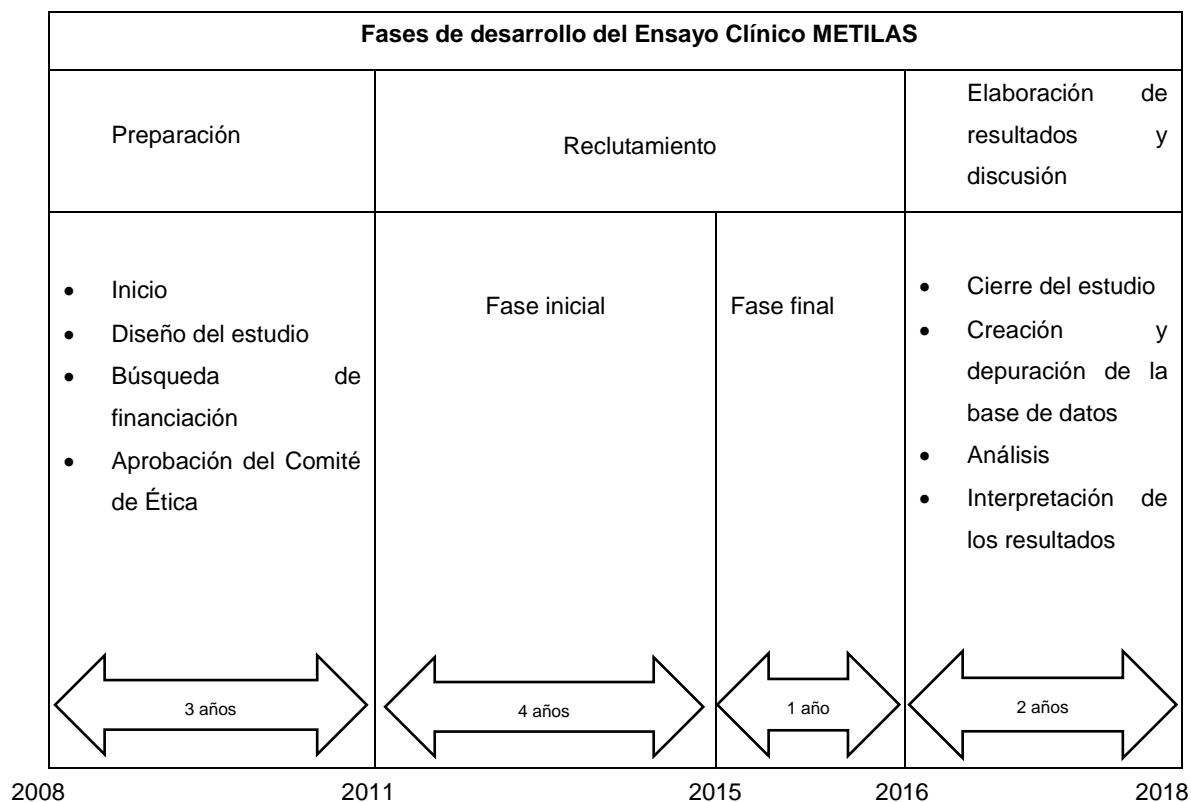 Fases de desarrollo del Ensayo Clínico METILAS
Preparación
Reclutamiento
Elaboración de
resultados y
discusión
• Inicio
• Diseño del estudio
• Búsqueda de
financiación
• Aprobación del Comité
de Ética
Fase inicial
Fase final
• Cierre del estudio
• Creación y
depuración de la
base de datos
• Análisis
• Interpretación de
los resultados
3 años
4 años
1 año
2 años
2008 2011 2015 2016 2018